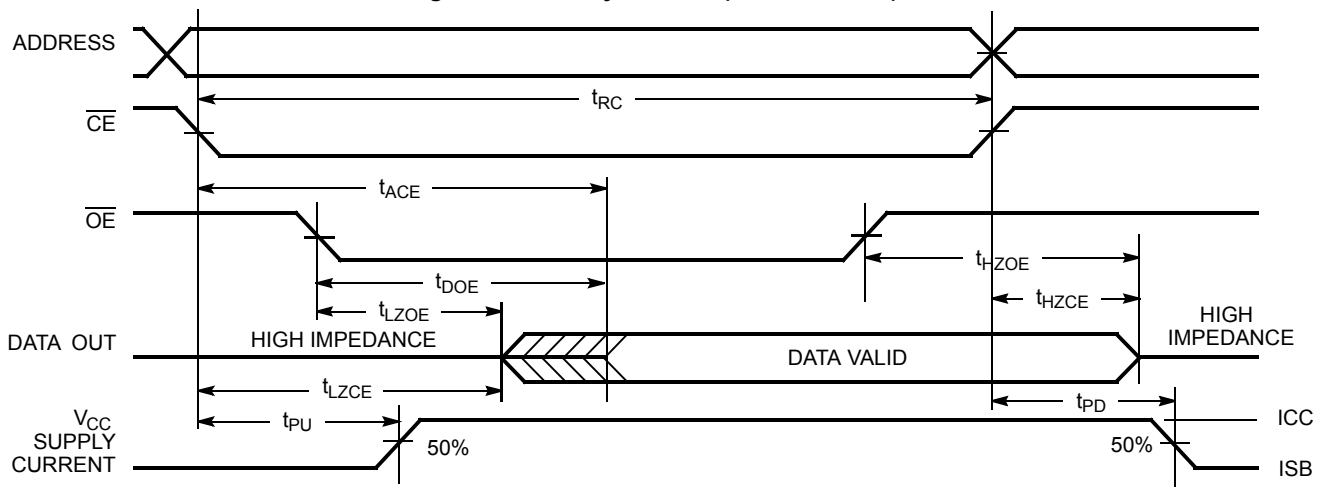 ADDRESS
tRC
CE
tACE
OE
tHZOE
tDOE
tHZCE
tLZOE
HIGH
IMPEDANCE
DATA OUT
HIGH IMPEDANCE
DATA VALID
tLZCE
tPD
VCC
SUPPLY
CURRENT
tPU
50%
50%
ICC
ISB